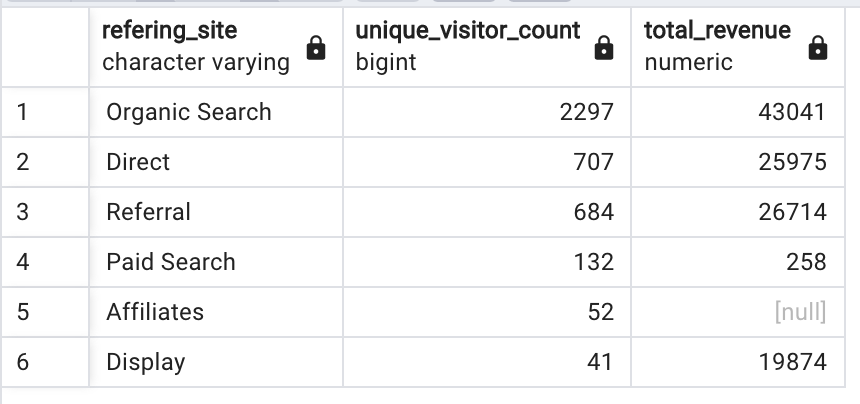 refering_site unique_visitor_count total_revenue
character varying bigint numeric
1 Organic Search 2297 43041
2 Direct 707 25975
3 Referral 684 26714
4 Paid Search 132 258
5 Affiliates 52 [null]
6 Display 41 19874